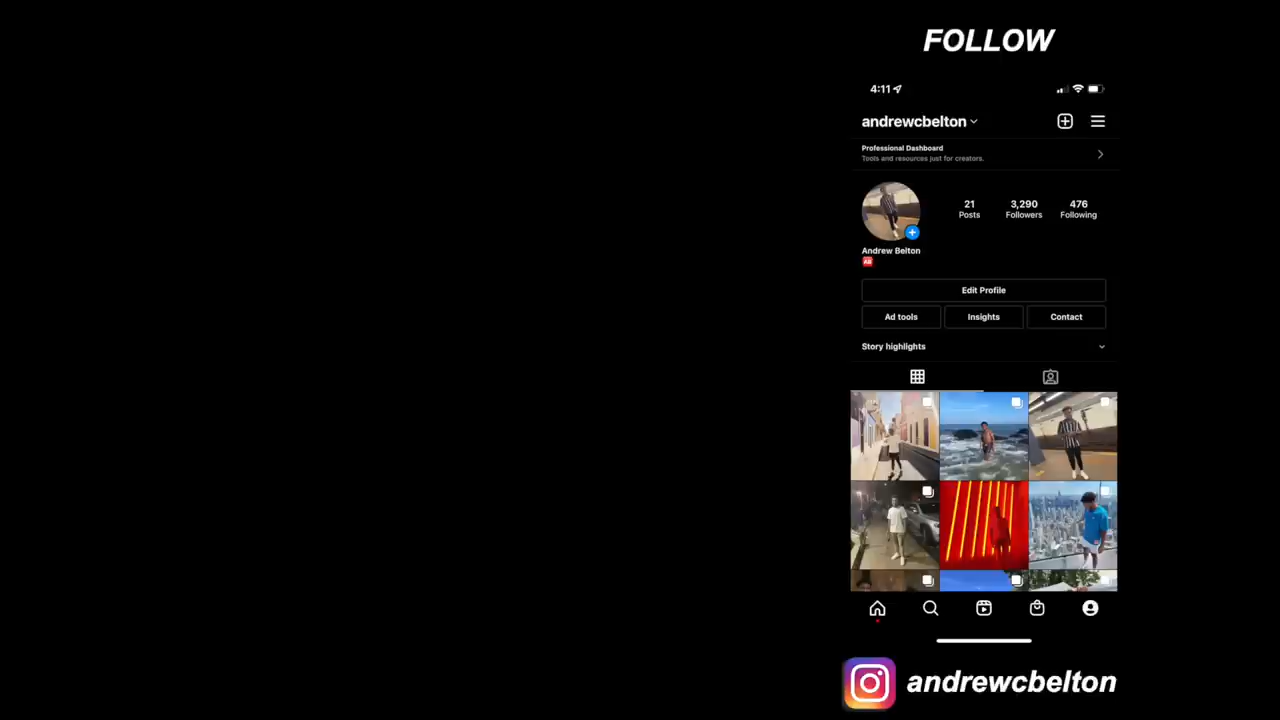 FOLLOW
4:11
andrewcbelton
Professional Dashboard
Tools and resources just for creators.
21 3,290 476
Posts Followers Following
Andrew Belton
Edit Profile
Ad tools Insights Contact
Story highlights
andrewcbelton